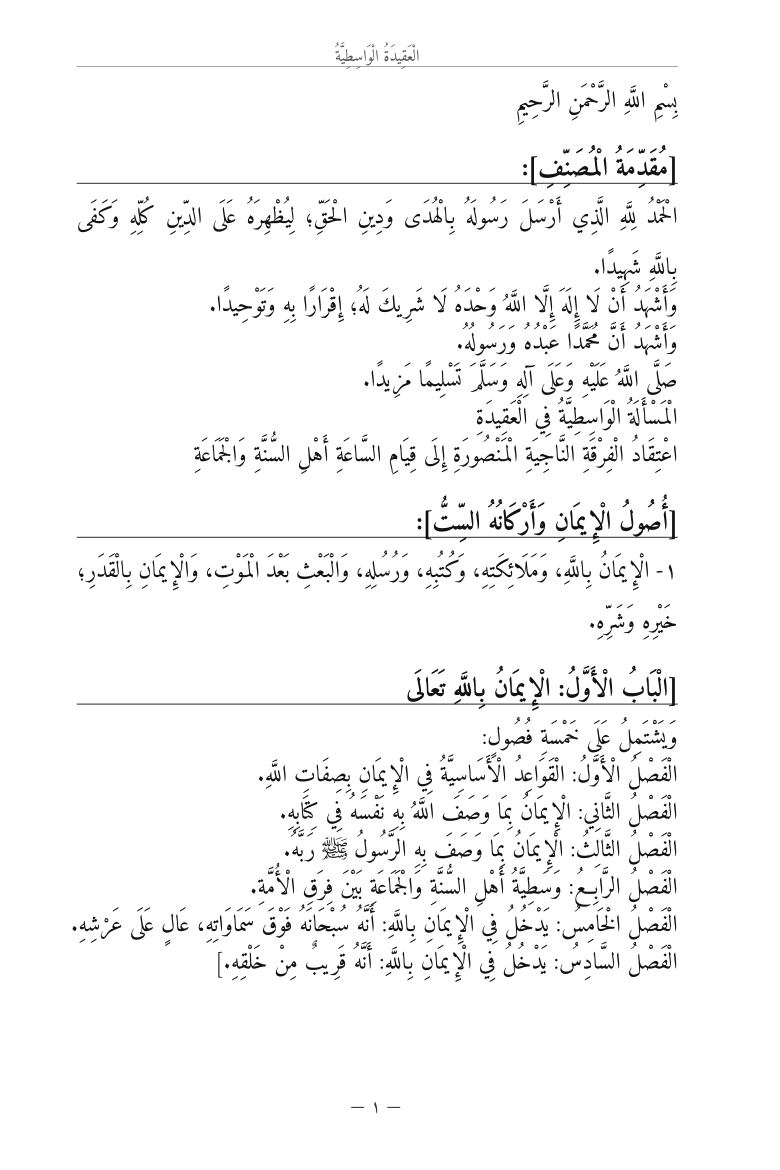 الْعَقِيدَةُ الْوَاسِطِيَّةُ
بِسْمِ اللَّهِ الرَّحْمَنِ الرَّحِيمِ
[مُقَدِّمَةُ الْمُصَنِّفِ]:
الْحَمْدُ لِلَّهِ الَّذِي أَرْسَلَ رَسُولَهُ بِالْهُدَى وَدِينِ الْحَقِّ؛ لِيُظْهِرَهُ عَلَى الدِّينِ كُلِّهِ وَكَفَى
بِاللَّهِ شَهِيدًا.
وَأَشْهَدُ أَنْ لَا إِلَهَ إِلَّا اللَّهُ وَحْدَهُ لَا شَرِيكَ لَهُ؛ إِقْرَارًا بِهِ وَتَوْحِيدًا.
وَأَشْهَدُ أَنَّ مُحَمَّدًا عَبْدُهُ وَرَسُولُهُ.
صَلَّى اللَّهُ عَلَيْهِ وَعَلَى آلِهِ وَسَلَّمَ تَسْلِيمًا مَزِيدًا.
الْمَسْأَلَةُ الْوَاسِطِيَّةُ فِي الْعَقِيدَةِ
اعْتِقَادُ الْفِرْقَةِ النَّاجِيَةِ الْمَنْصُورَةِ إِلَى قِيَامِ السَّاعَةِ أَهْلِ السُّنَّةِ وَالْجَمَاعَةِ
[أُصُولُ الْإِيمَانِ وَأَرْكَانُهُ السِّتُّ]:
١- الْإِيمَانُ بِاللَّهِ، وَمَلَائِكَتِهِ، وَكُتُبِهِ، وَرُسُلِهِ، وَالْبَعْثِ بَعْدَ الْمَوْتِ، وَالْإِيمَانِ بِالْقَدَرِ؛
خَيْرِهِ وَشَرِّهِ.
[الْبَابُ الْأَوَّلُ: الْإِيمَانُ بِاللَّهِ تَعَالَى
وَيَشْتَمِلُ عَلَى خَمْسَةِ فُصُولٍ:
الْفَصْلُ الْأَوَّلُ: الْقَوَاعِدُ الْأَسَاسِيَّةُ فِي الْإِيمَانِ بِصِفَاتِ اللَّهِ.
الْفَصْلُ الثَّانِي: الْإِيمَانُ بِمَا وَصَفَ اللَّهُ بِهِ نَفْسَهُ فِي كِتَابِهِ.
الْفَصْلُ الثَّالِثُ: الْإِيمَانُ بِمَا وَصَفَ بِهِ الرَّسُولُ ﷺ رَبَّهُ.
الْفَصْلُ الرَّابِعُ: وَسَطِيَّةُ أَهْلِ السُّنَّةِ وَالْجَمَاعَةِ بَيْنَ فِرَقِ الْأُمَّةِ.
الْفَصْلُ الْخَامِسُ: يَدْخُلُ فِي الْإِيمَانِ بِاللَّهِ: أَنَّهُ سُبْحَانَهُ فَوْقَ سَمَاوَاتِهِ، عَالٍ عَلَى عَرْشِهِ.
الْفَصْلُ السَّادِسُ: يَدْخُلُ فِي الْإِيمَانِ بِاللَّهِ: أَنَّهُ قَرِيبٌ مِنْ خَلْقِهِ.]
— ١ —